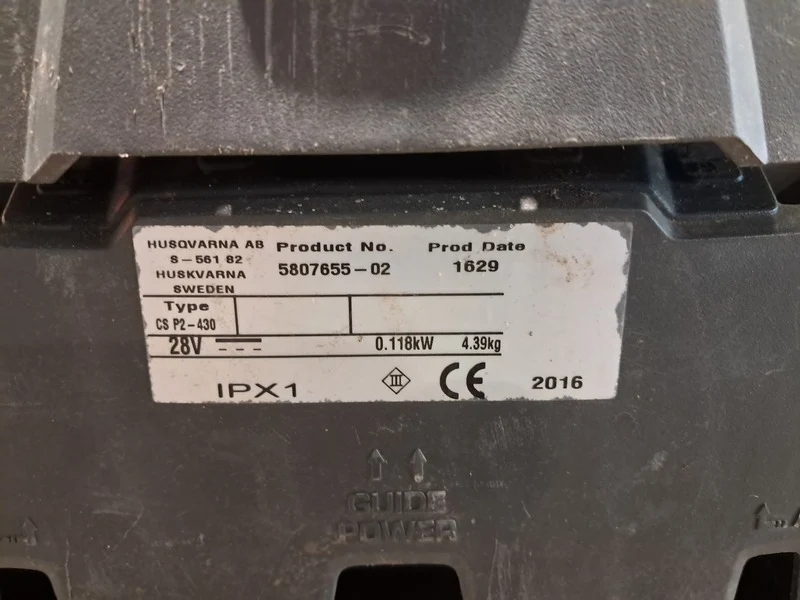 HUSQVARNA AB
S-561 82
HUSKVARNA
SWEDEN
Product No.
5807655-02
Prod Date
1629
Type
CS P2-430
28V
0.118kW
4.39kg
IPX1
III
CE
2016
GUIDE
POWER